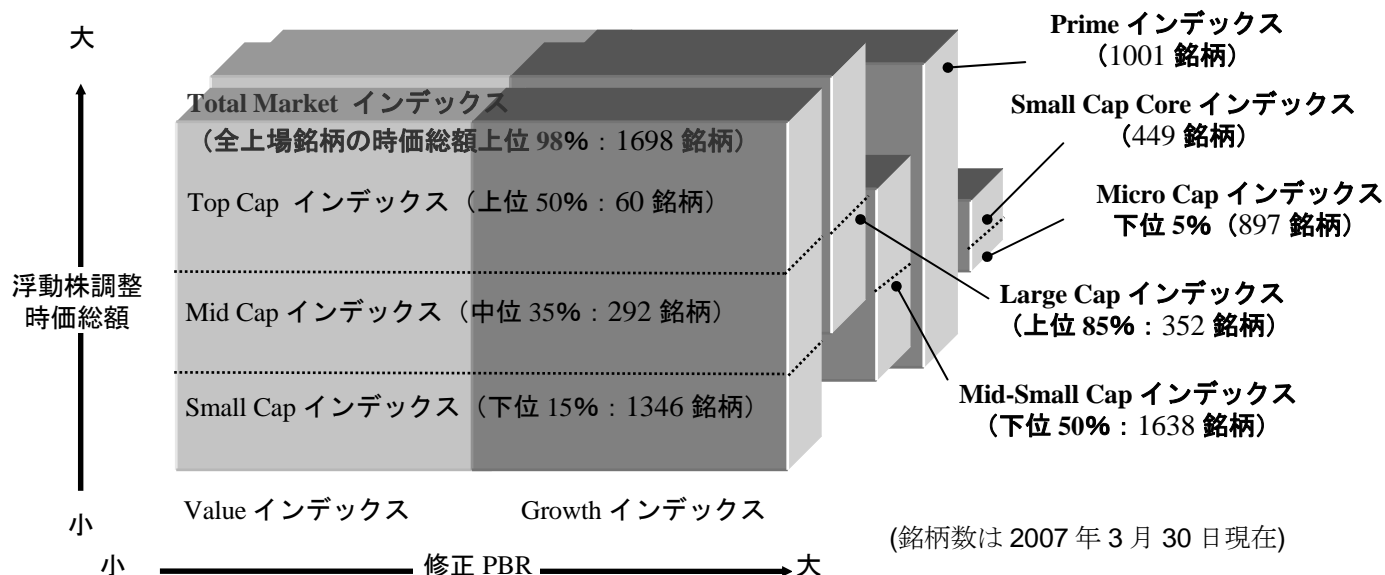 大
Prime インデックス
（1001 銘柄）
Total Market インデックス
（全上場銘柄の時価総額上位 98%：1698 銘柄）
Small Cap Core インデックス
（449 銘柄）
Top Cap インデックス（上位 50%：60 銘柄）
Micro Cap インデックス
下位 5%（897 銘柄）
浮動株調整
時価総額
Mid Cap インデックス（中位 35%：292 銘柄）
Large Cap インデックス
（上位 85%：352 銘柄）
Small Cap インデックス（下位 15%：1346 銘柄）
Mid-Small Cap インデックス
（下位 50%：1638 銘柄）
Value インデックス Growth インデックス
小
(銘柄数は 2007 年 3 月 30 日現在)
小 修正 PBR 大